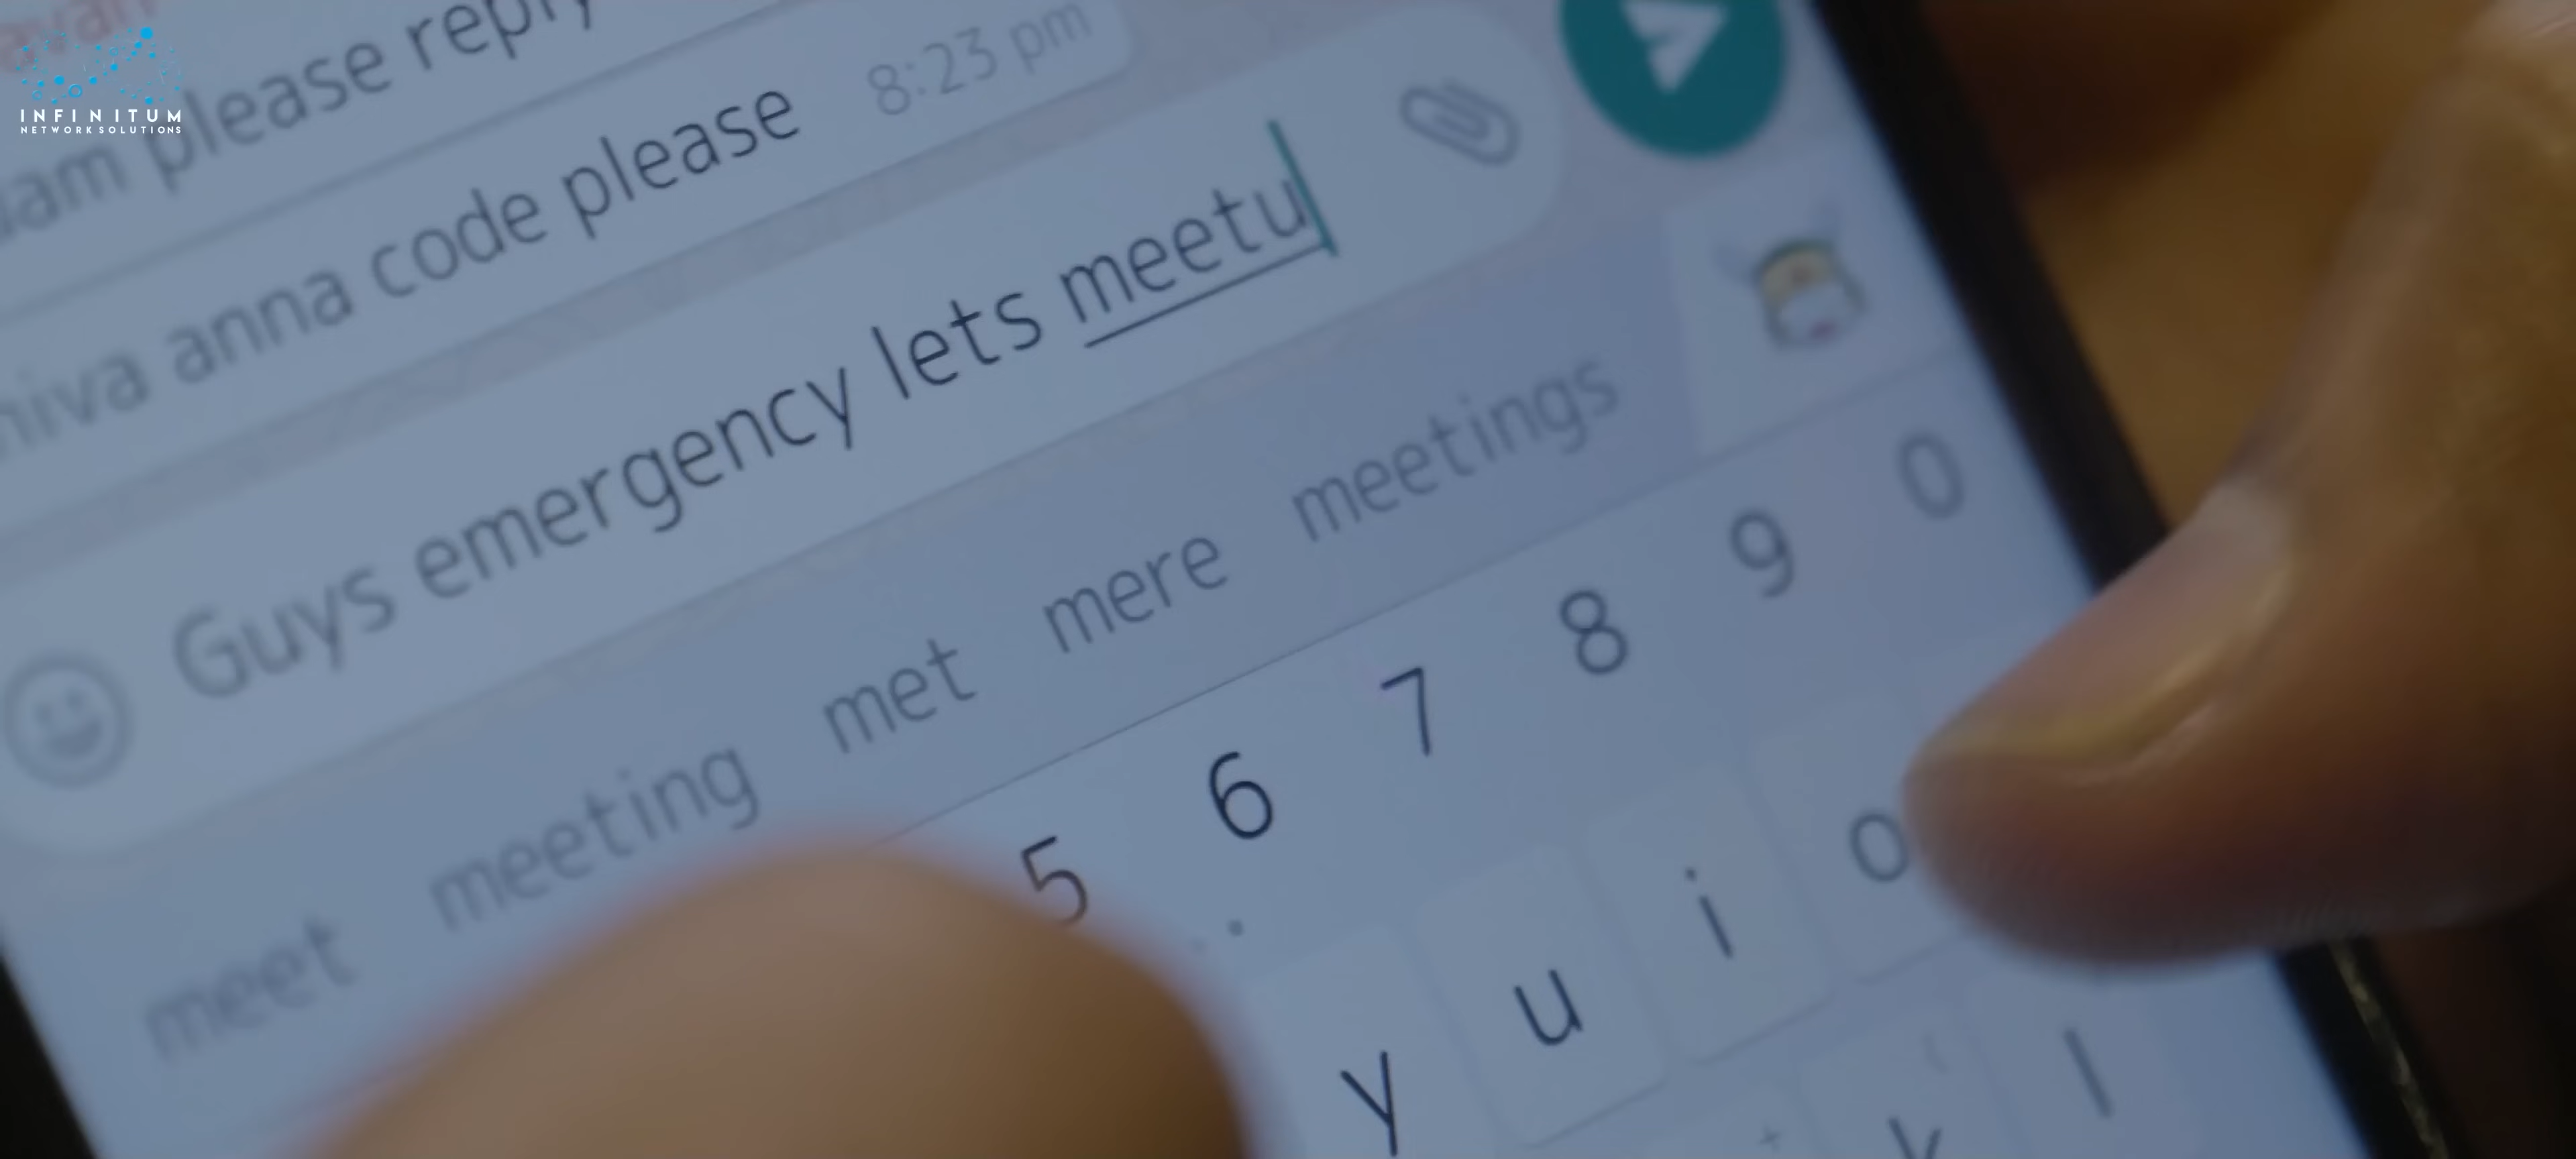 INFINITUM
NETWORK SOLUTIONS
please reply
anna code please 8:23 pm
Guys emergency lets meetu
meet meeting met mere meetings
5 6 7 8 9 0
y u i o
l